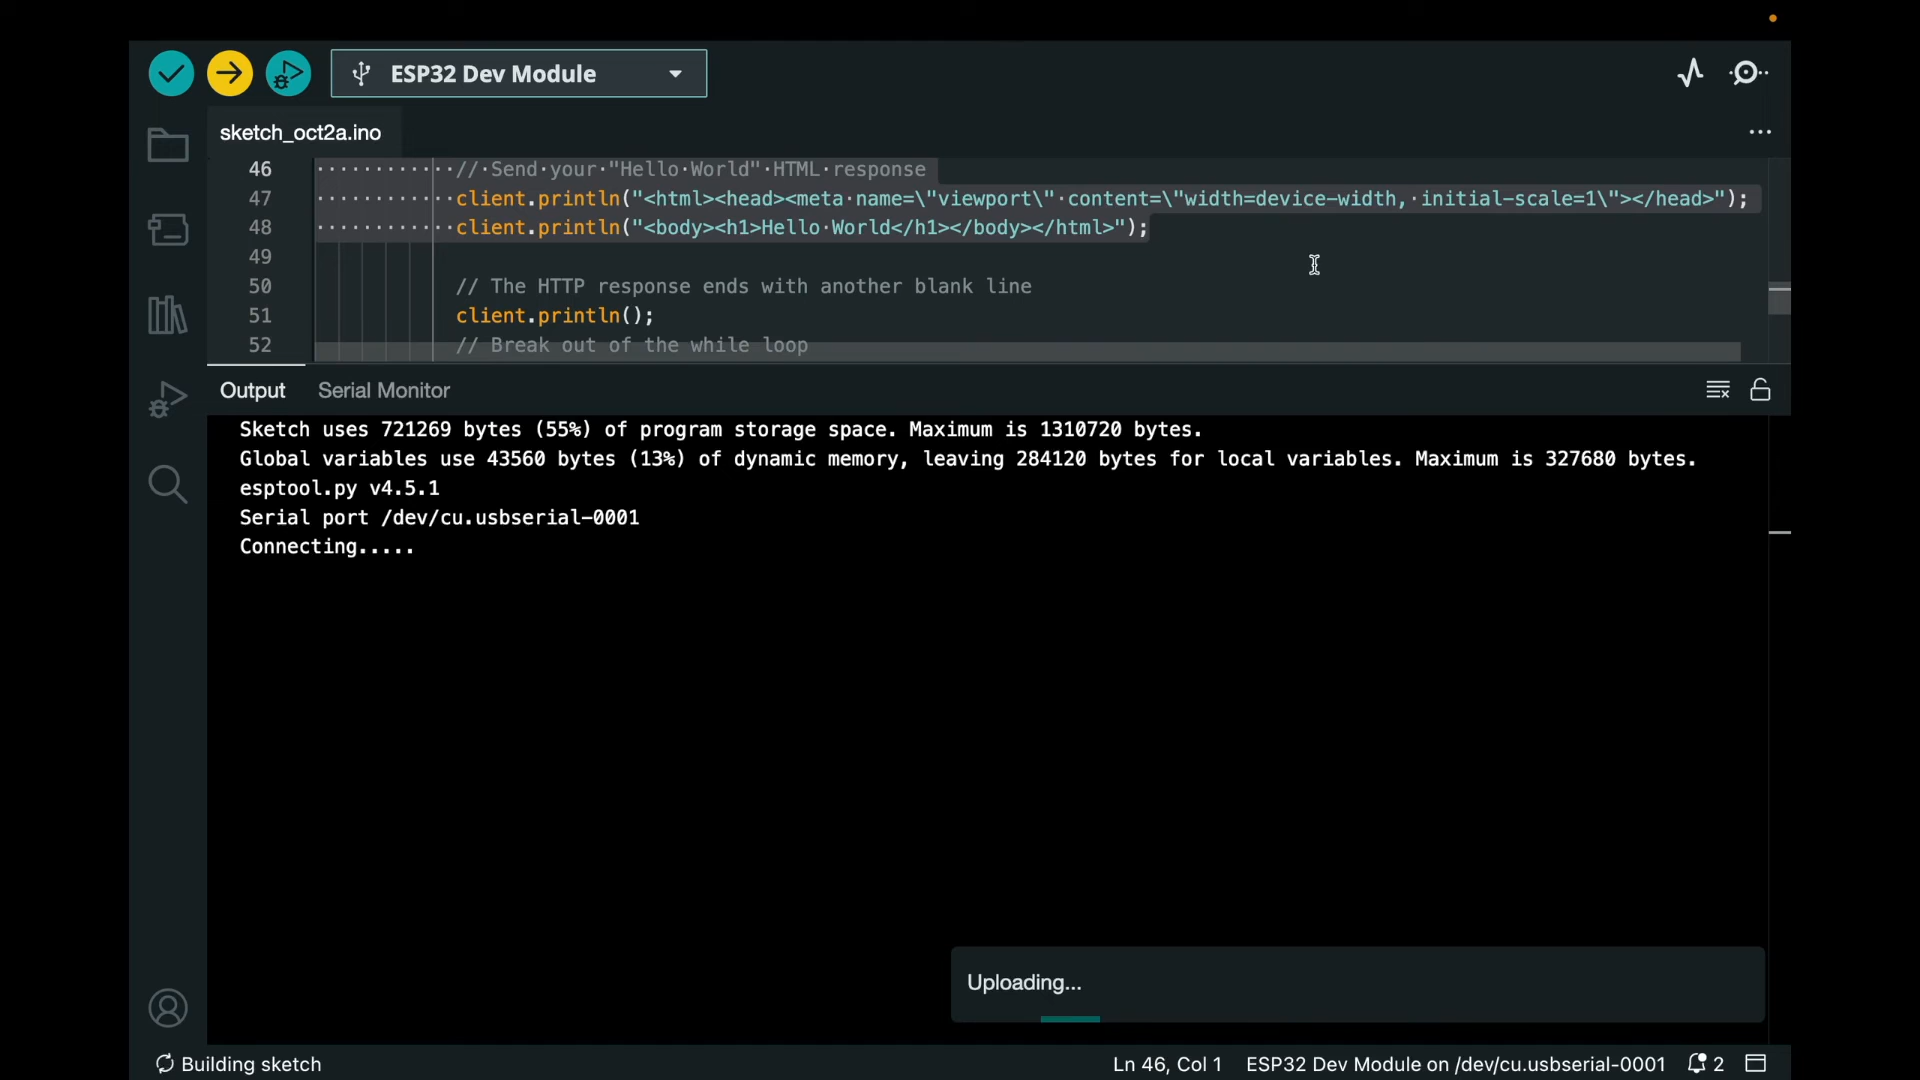 ESP32 Dev Module
sketch_oct2a.ino
46 // Send your "Hello World" HTML response
47 client.println("<html><head><meta name=\"viewport\" content=\"width=device-width, initial-scale=1\"></head>");
48 client.println("<body><h1>Hello World</h1></body></html>");
49
50 // The HTTP response ends with another blank line
51 client.println();
52 // Break out of the while loop
Output Serial Monitor
Sketch uses 721269 bytes (55%) of program storage space. Maximum is 1310720 bytes.
Global variables use 43560 bytes (13%) of dynamic memory, leaving 284120 bytes for local variables. Maximum is 327680 bytes.
esptool.py v4.5.1
Serial port /dev/cu.usbserial-0001
Connecting.....
Uploading...
Building sketch Ln 46, Col 1 ESP32 Dev Module on /dev/cu.usbserial-0001 2